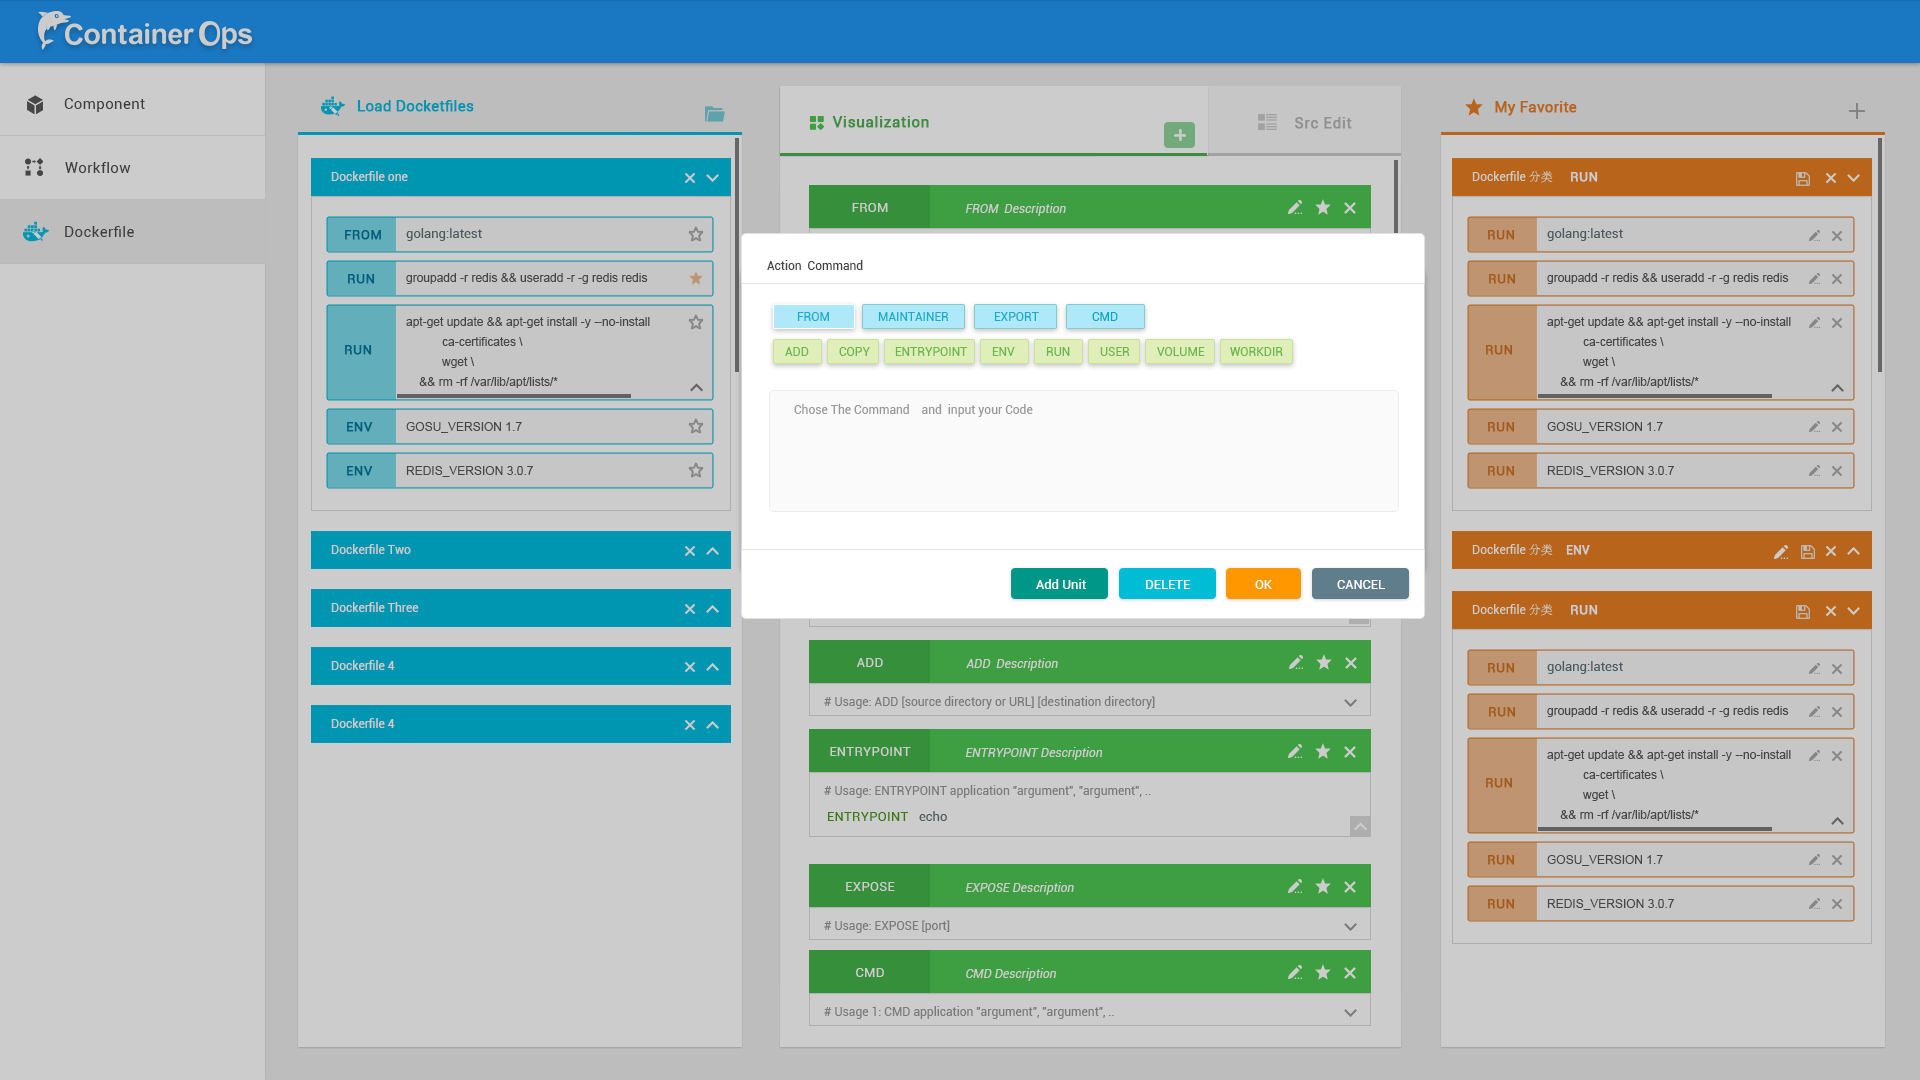 Container Ops
Component
Workflow
Dockerfile
Load Docketfiles
Dockerfile one
FROM golang:latest
RUN groupadd -r redis && useradd -r -g redis redis
RUN
apt-get update && apt-get install -y --no-install
ca-certificates \
wget \
&& rm -rf /var/lib/apt/lists/*
ENV GOSU_VERSION 1.7
ENV REDIS_VERSION 3.0.7
Dockerfile Two
Dockerfile Three
Dockerfile 4
Dockerfile 4
Visualization
Src Edit
FROM FROM Description
Action Command
FROM MAINTAINER EXPORT CMD
ADD COPY ENTRYPOINT ENV RUN USER VOLUME WORKDIR
Chose The Command and input your Code
Add Unit DELETE OK CANCEL
ADD ADD Description
# Usage: ADD [source directory or URL] [destination directory]
ENTRYPOINT ENTRYPOINT Description
# Usage: ENTRYPOINT application "argument", "argument", ..
ENTRYPOINT echo
EXPOSE EXPOSE Description
# Usage: EXPOSE [port]
CMD CMD Description
# Usage 1: CMD application "argument", "argument", ..
My Favorite
Dockerfile 分类 RUN
RUN golang:latest
RUN groupadd -r redis && useradd -r -g redis redis
RUN
apt-get update && apt-get install -y --no-install
ca-certificates \
wget \
&& rm -rf /var/lib/apt/lists/*
RUN GOSU_VERSION 1.7
RUN REDIS_VERSION 3.0.7
Dockerfile 分类 ENV
Dockerfile 分类 RUN
RUN golang:latest
RUN groupadd -r redis && useradd -r -g redis redis
RUN
apt-get update && apt-get install -y --no-install
ca-certificates \
wget \
&& rm -rf /var/lib/apt/lists/*
RUN GOSU_VERSION 1.7
RUN REDIS_VERSION 3.0.7